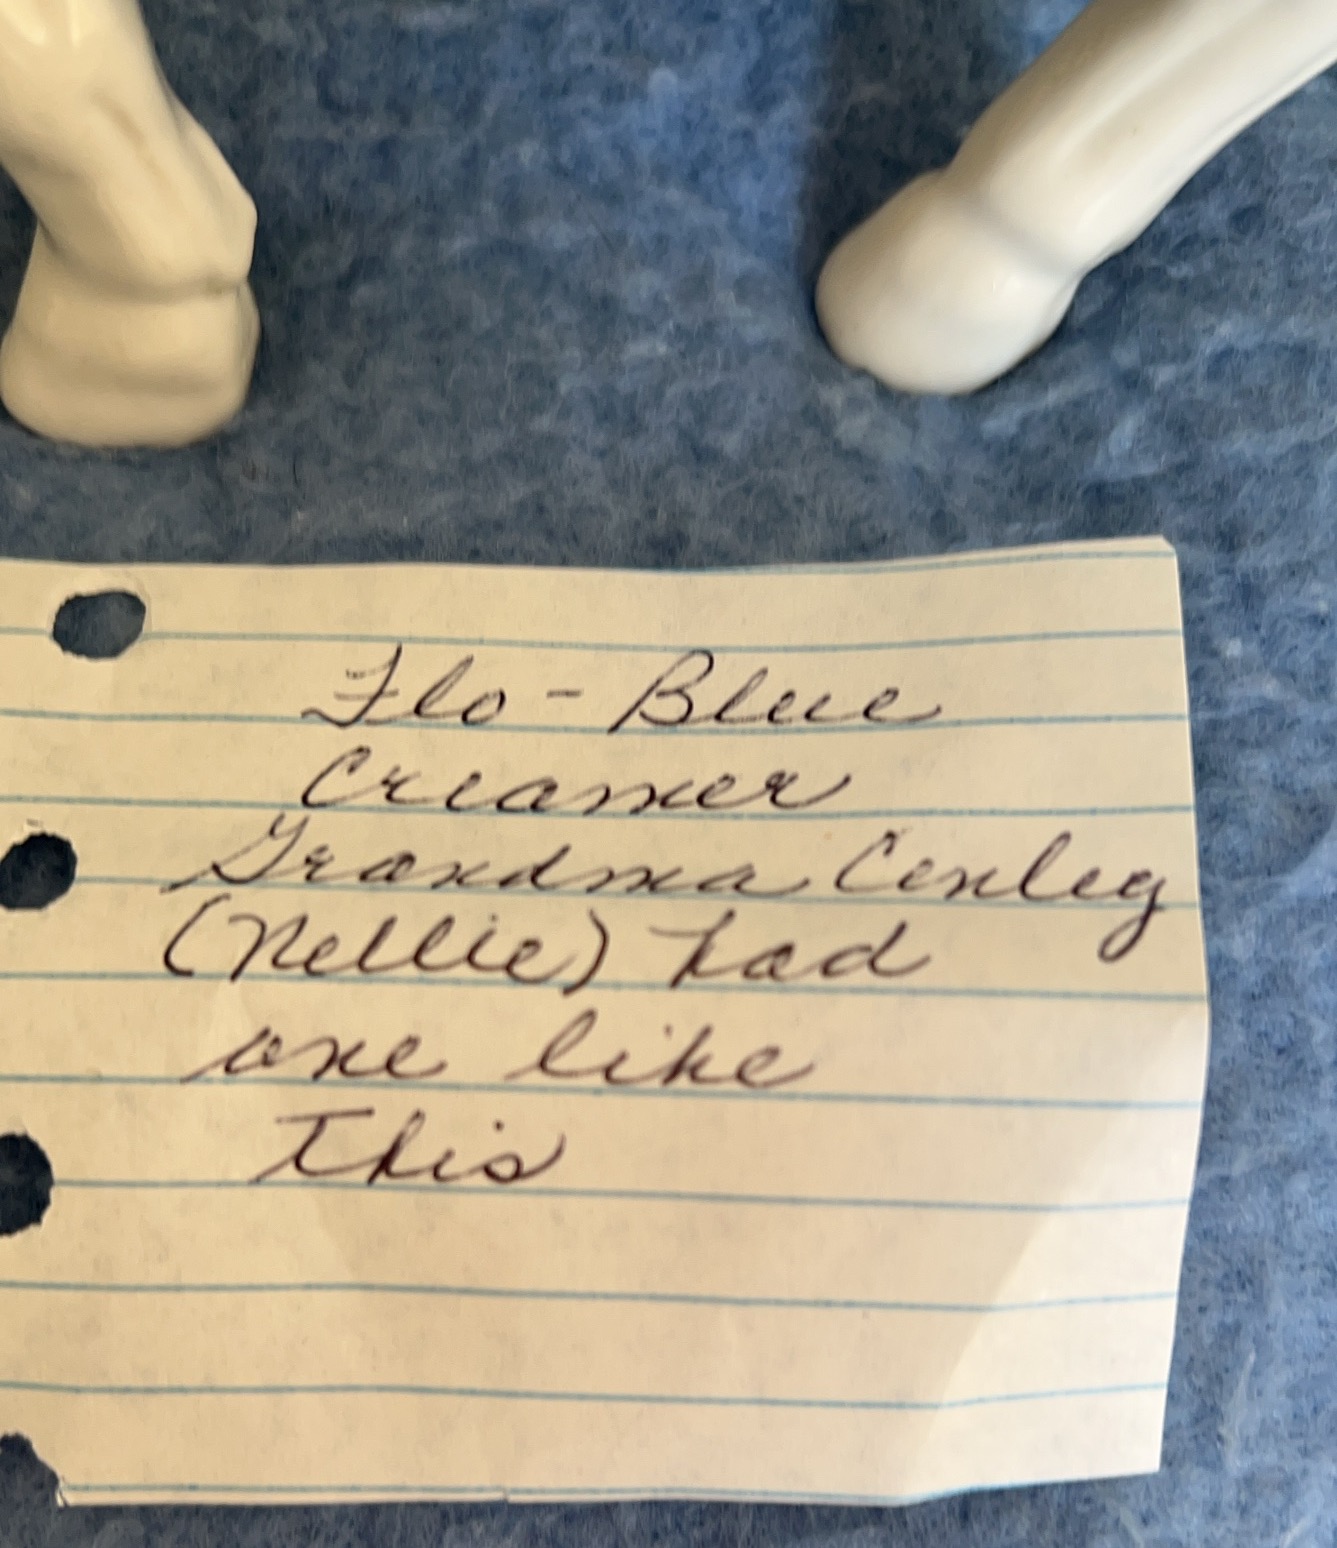 Flo-Blue
Creamer
Grandma Conley
(Nellie) had
one like
This